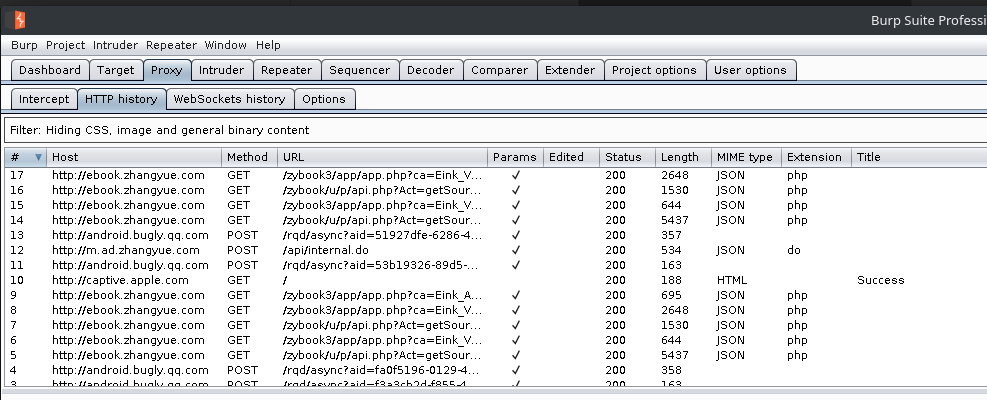 Burp Suite Professi
Burp Project Intruder Repeater Window Help
Dashboard Target Proxy Intruder Repeater Sequencer Decoder Comparer Extender Project options User options
Intercept HTTP history WebSockets history Options
Filter: Hiding CSS, image and general binary content
# Host Method URL Params Edited Status Length MIME type Extension Title
17 http://ebook.zhangyue.com GET /zybook3/app/app.php?ca=Eink_V... ✓ 200 2648 JSON php
16 http://ebook.zhangyue.com GET /zybook/u/p/api.php?Act=getSour... ✓ 200 1530 JSON php
15 http://ebook.zhangyue.com GET /zybook3/app/app.php?ca=Eink_V... ✓ 200 644 JSON php
14 http://ebook.zhangyue.com GET /zybook/u/p/api.php?Act=getSour... ✓ 200 5437 JSON php
13 http://android.bugly.qq.com POST /rqd/async?aid=51927dfe-6286-4... ✓ 200 357
12 http://m.ad.zhangyue.com POST /api/internal.do ✓ 200 534 JSON do
11 http://android.bugly.qq.com POST /rqd/async?aid=53b19326-89d5-... ✓ 200 163
10 http://captive.apple.com GET / 200 188 HTML Success
9 http://ebook.zhangyue.com GET /zybook3/app/app.php?ca=Eink_A... ✓ 200 695 JSON php
8 http://ebook.zhangyue.com GET /zybook3/app/app.php?ca=Eink_V... ✓ 200 2648 JSON php
7 http://ebook.zhangyue.com GET /zybook/u/p/api.php?Act=getSour... ✓ 200 1530 JSON php
6 http://ebook.zhangyue.com GET /zybook3/app/app.php?ca=Eink_V... ✓ 200 644 JSON php
5 http://ebook.zhangyue.com GET /zybook/u/p/api.php?Act=getSour... ✓ 200 5437 JSON php
4 http://android.bugly.qq.com POST /rqd/async?aid=fa0f5196-0129-4... ✓ 200 358
3 http://android.bugly.qq.com POST /rqd/async?aid=f3a3cb2d-f855-4... ✓ 200 163